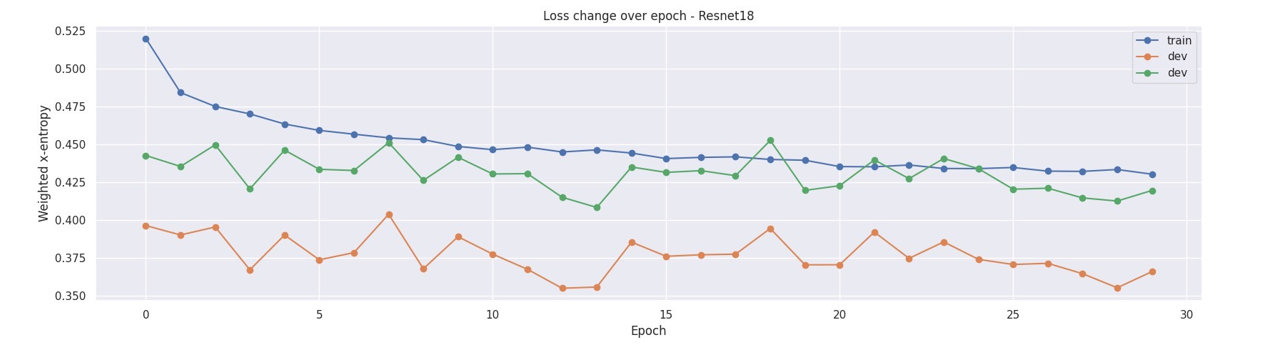 Loss change over epoch - Resnet18
Weighted x-entropy
0.525
0.500
0.475
0.450
0.425
0.400
0.375
0.350
train
dev
dev
0 5 10 15 20 25 30
Epoch